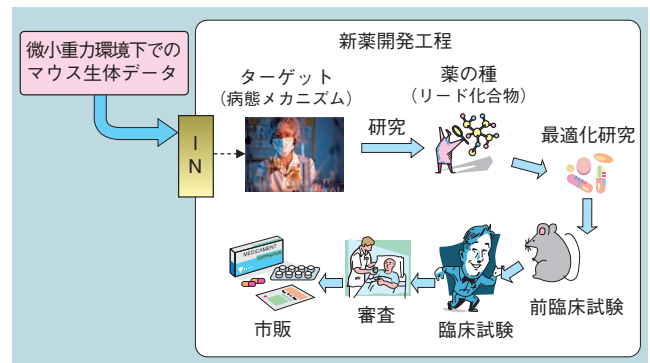 微小重力環境下での
マウス生体データ
新薬開発工程
IN
ターゲット
（病態メカニズム）
研究
薬の種
（リード化合物）
最適化研究
前臨床試験
臨床試験
審査
市販
MEDICAMENT